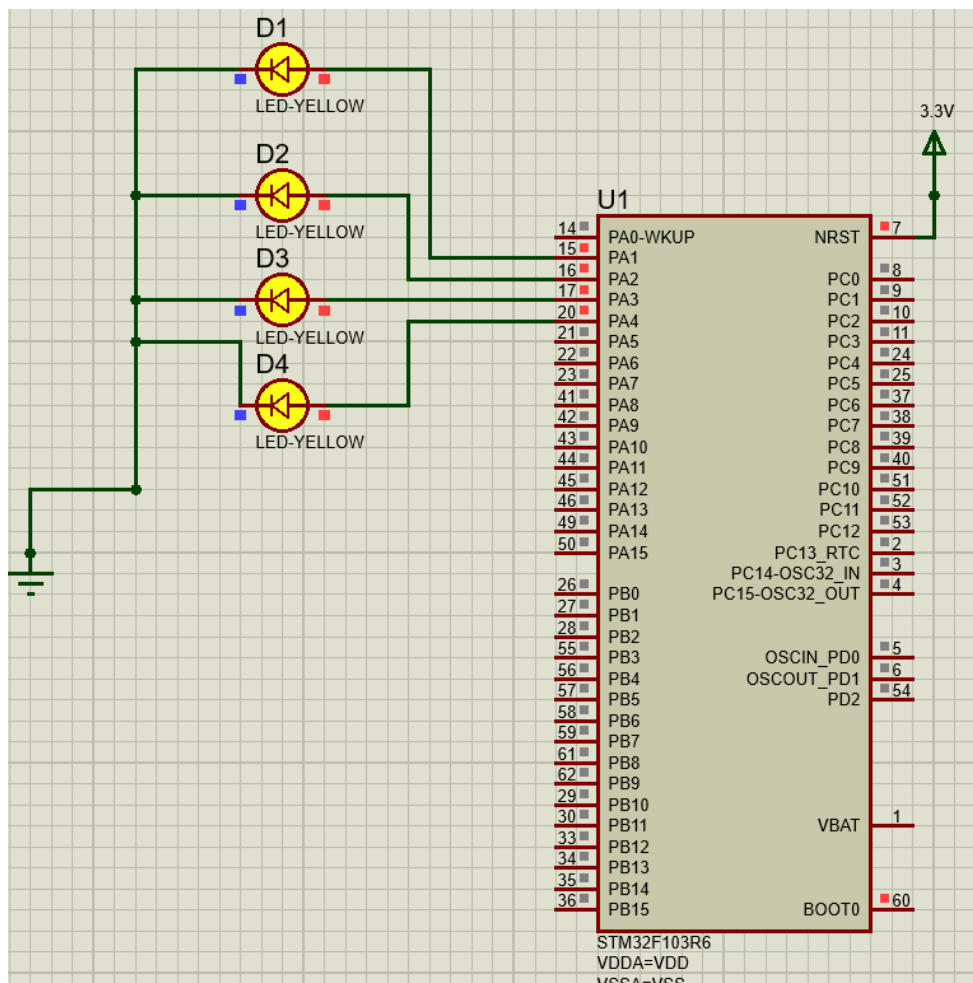 D1
LED-YELLOW
D2
LED-YELLOW
D3
LED-YELLOW
D4
LED-YELLOW
3.3V
U1
14 PA0-WKUP
15 PA1
16 PA2
17 PA3
20 PA4
21 PA5
22 PA6
23 PA7
41 PA8
42 PA9
43 PA10
44 PA11
45 PA12
46 PA13
49 PA14
50 PA15
26 PB0
27 PB1
28 PB2
55 PB3
56 PB4
57 PB5
58 PB6
59 PB7
61 PB8
62 PB9
29 PB10
30 PB11
33 PB12
34 PB13
35 PB14
36 PB15
NRST 7
PC0 8
PC1 9
PC2 10
PC3 11
PC4 24
PC5 25
PC6 37
PC7 38
PC8 39
PC9 40
PC10 51
PC11 52
PC12 53
PC13_RTC 2
PC14-OSC32_IN 3
PC15-OSC32_OUT 4
OSCIN_PD0 5
OSCOUT_PD1 6
PD2 54
VBAT 1
BOOT0 60
STM32F103R6
VDDA=VDD
VSSA=VSS